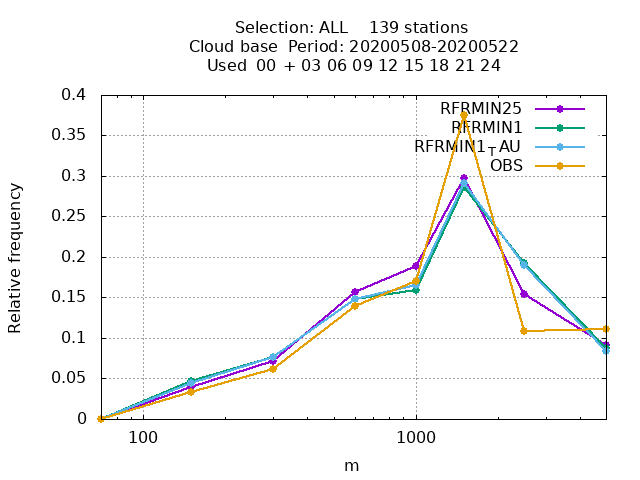 Selection: ALL    139 stations
Cloud base  Period: 20200508-20200522
Used  00 + 03 06 09 12 15 18 21 24
RFRMIN25
RFRMIN1
RFRMIN1_TAU
OBS
Relative frequency
0.4
0.35
0.3
0.25
0.2
0.15
0.1
0.05
0
100
1000
m